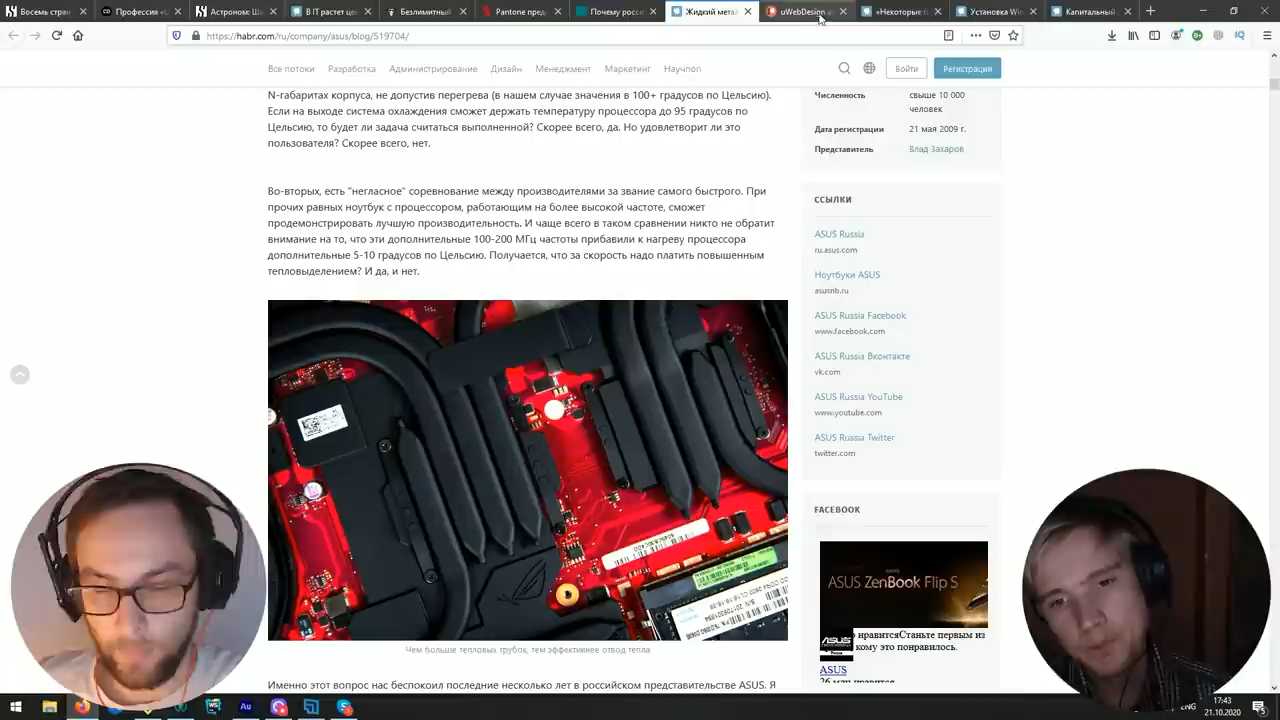 Восемь стран
«Професси
Астроном: Ш
В IT растет це
Безлимитный
Pantone пере
Почему росси
Жидкий мета
uWebDesign
«Некоторые б
Установка Wi
Капитальный
https://habr.com/ru/company/asus/blog/519704/
Все потоки Разработка Администрирование Дизайн Менеджмент Маркетинг Научпоп
Войти
Регистрация
N-габаритах корпуса, не допустив перегрева (в нашем случае значения в 100+ градусов по Цельсию).
Если на выходе система охлаждения сможет держать температуру процессора до 95 градусов по
Цельсию, то будет ли задача считаться выполненной? Скорее всего, да. Но удовлетворит ли это
пользователя? Скорее всего, нет.
Во-вторых, есть "негласное" соревнование между производителями за звание самого быстрого. При
прочих равных ноутбук с процессором, работающим на более высокой частоте, сможет
продемонстрировать лучшую производительность. И чаще всего в таком сравнении никто не обратит
внимание на то, что эти дополнительные 100-200 МГц частоты прибавили к нагреву процессора
дополнительные 5-10 градусов по Цельсию. Получается, что за скорость надо платить повышенным
тепловыделением? И да, и нет.
Чем больше тепловых трубок, тем эффективнее отвод тепла
Именно этот вопрос нас беспокоил последние несколько лет в российском представительстве ASUS. Я
Численность свыше 10 000
человек
Дата регистрации 21 мая 2009 г.
Представитель Влад Захаров
ССЫЛКИ
ASUS Russia
ru.asus.com
Ноутбуки ASUS
asusnb.ru
ASUS Russia Facebook
www.facebook.com
ASUS Russia Вконтакте
vk.com
ASUS Russia YouTube
www.youtube.com
ASUS Russia Twitter
twitter.com
FACEBOOK
ASUS ZenBook Flip S
нравитсяСтаньте первым из
кому это понравилось.
ASUS
26 млн нравится
ENG
17:43
21.10.2020